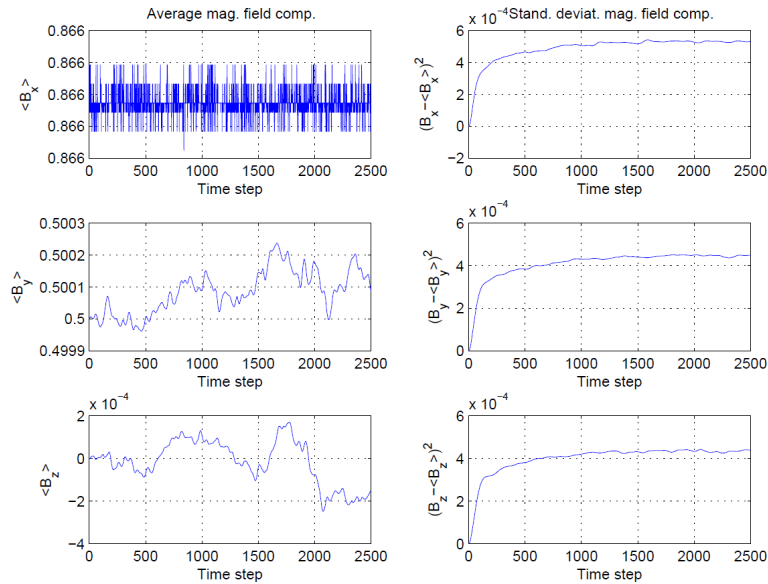 Average mag. field comp.
0.866
0.866
0.866
0.866
0.866
<B_x>
0 500 1000 1500 2000 2500
Time step
x 10^-4 Stand. deviat. mag. field comp.
6
4
2
0
−2
(B_x−<B_x>)^2
0 500 1000 1500 2000 2500
Time step
0.5003
0.5002
0.5001
0.5
0.4999
<B_y>
0 500 1000 1500 2000 2500
Time step
x 10^-4
6
4
2
0
(B_y−<B_y>)^2
0 500 1000 1500 2000 2500
Time step
x 10^-4
2
0
−2
−4
<B_z>
0 500 1000 1500 2000 2500
Time step
x 10^-4
6
4
2
0
(B_z−<B_z>)^2
0 500 1000 1500 2000 2500
Time step